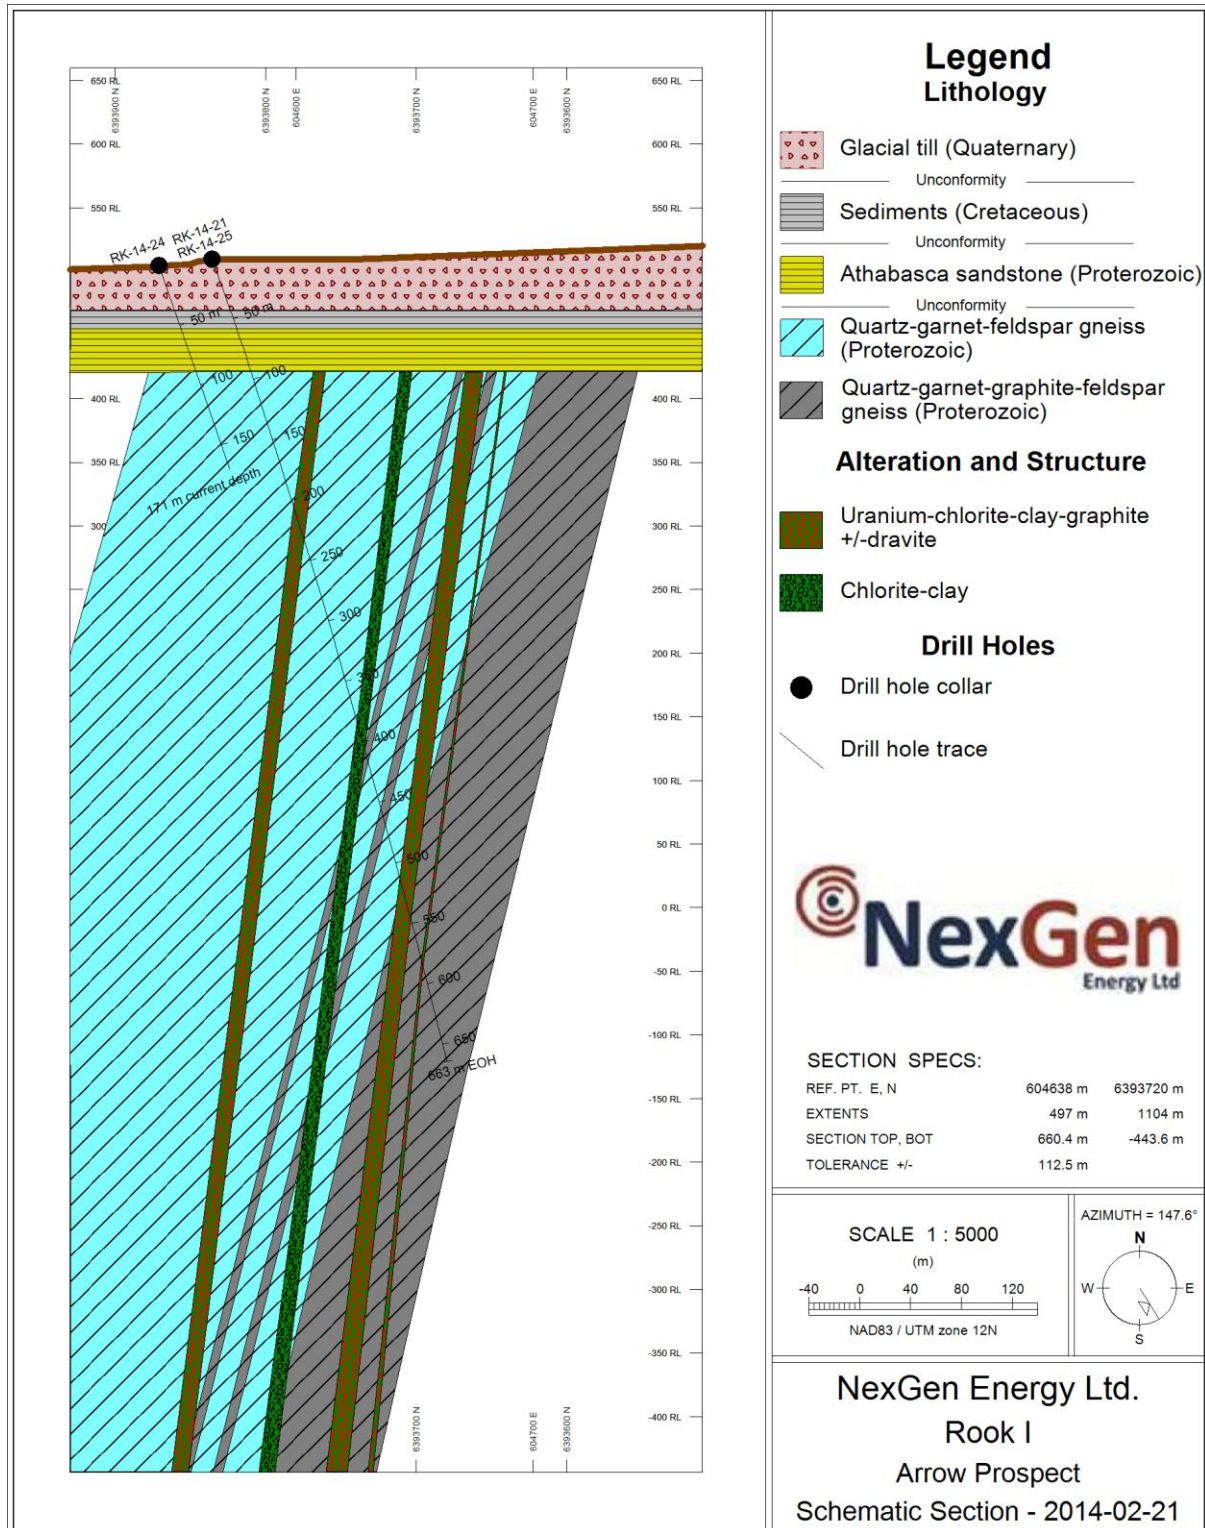 650 RL
600 RL
550 RL
400 RL
350 RL
300
6393900 N
6393800 N
604600 E
6393700 N
604700 E
6393600 N
650 RL
600 RL
550 RL
400 RL
350 RL
300 RL
250 RL
200 RL
150 RL
100 RL
50 RL
0 RL
-50 RL
-100 RL
-150 RL
-200 RL
-250 RL
-300 RL
-350 RL
-400 RL
RK-14-24
RK-14-21
RK-14-25
50 m
100
150
171 m current depth
50 m
100
150
200
250
300
350
400
450
500
550
600
650
663 m EOH
6393700 N
604700 E
6393600 N
Legend
Lithology
Glacial till (Quaternary)
Unconformity
Sediments (Cretaceous)
Unconformity
Athabasca sandstone (Proterozoic)
Unconformity
Quartz-garnet-feldspar gneiss
(Proterozoic)
Quartz-garnet-graphite-feldspar
gneiss (Proterozoic)
Alteration and Structure
Uranium-chlorite-clay-graphite
+/-dravite
Chlorite-clay
Drill Holes
Drill hole collar
Drill hole trace
NexGen
Energy Ltd
SECTION SPECS:
REF. PT. E, N 604638 m 6393720 m
EXTENTS 497 m 1104 m
SECTION TOP, BOT 660.4 m -443.6 m
TOLERANCE +/- 112.5 m
SCALE 1 : 5000
(m)
-40 0 40 80 120
NAD83 / UTM zone 12N
AZIMUTH = 147.6°
N
W E
S
NexGen Energy Ltd.
Rook I
Arrow Prospect
Schematic Section - 2014-02-21